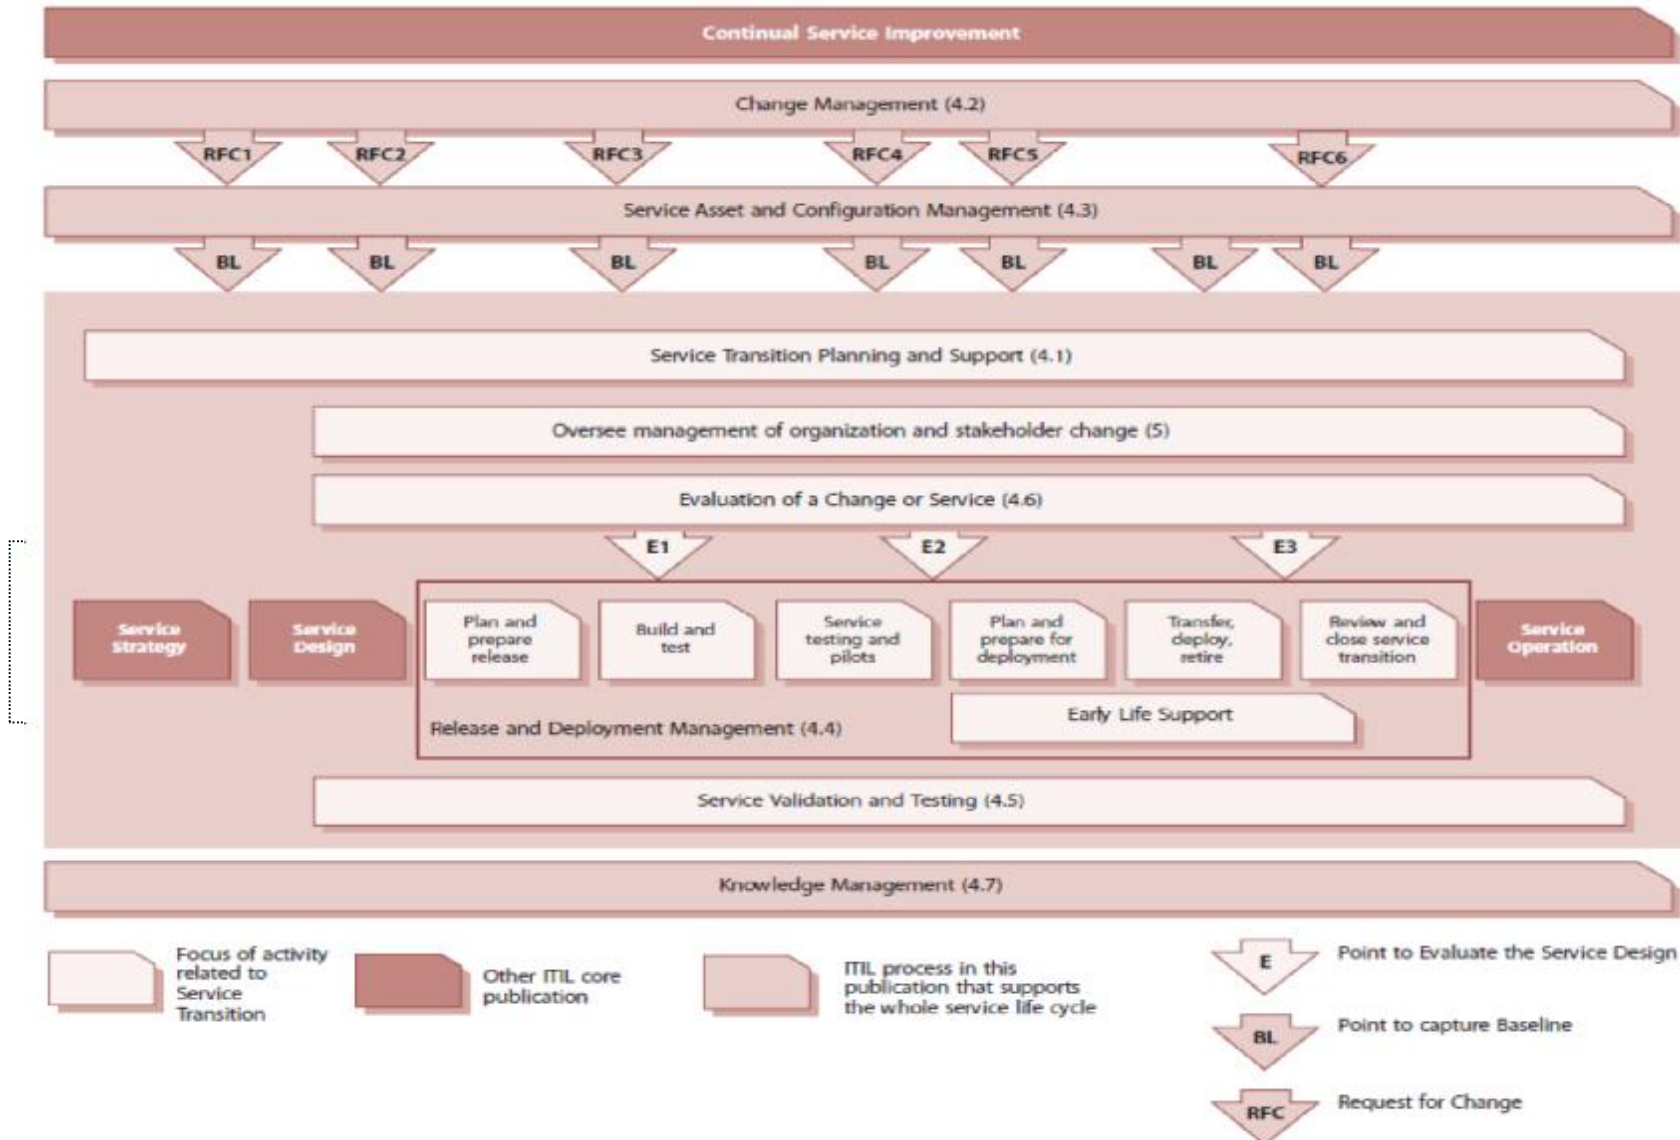 Continual Service Improvement
Change Management (4.2)
RFC1
RFC2
RFC3
RFC4
RFC5
RFC6
Service Asset and Configuration Management (4.3)
BL
BL
BL
BL
BL
BL
BL
Service Transition Planning and Support (4.1)
Oversee management of organization and stakeholder change (5)
Evaluation of a Change or Service (4.6)
E1
E2
E3
Service
Strategy
Service
Design
Plan and
prepare
release
Build and
test
Service
testing and
pilots
Plan and
prepare for
deployment
Transfer,
deploy,
retire
Review and
close service
transition
Service
Operation
Release and Deployment Management (4.4)
Early Life Support
Service Validation and Testing (4.5)
Knowledge Management (4.7)
Focus of activity
related to
Service
Transition
Other ITIL core
publication
ITIL process in this
publication that supports
the whole service life cycle
E
Point to Evaluate the Service Design
BL
Point to capture Baseline
RFC
Request for Change